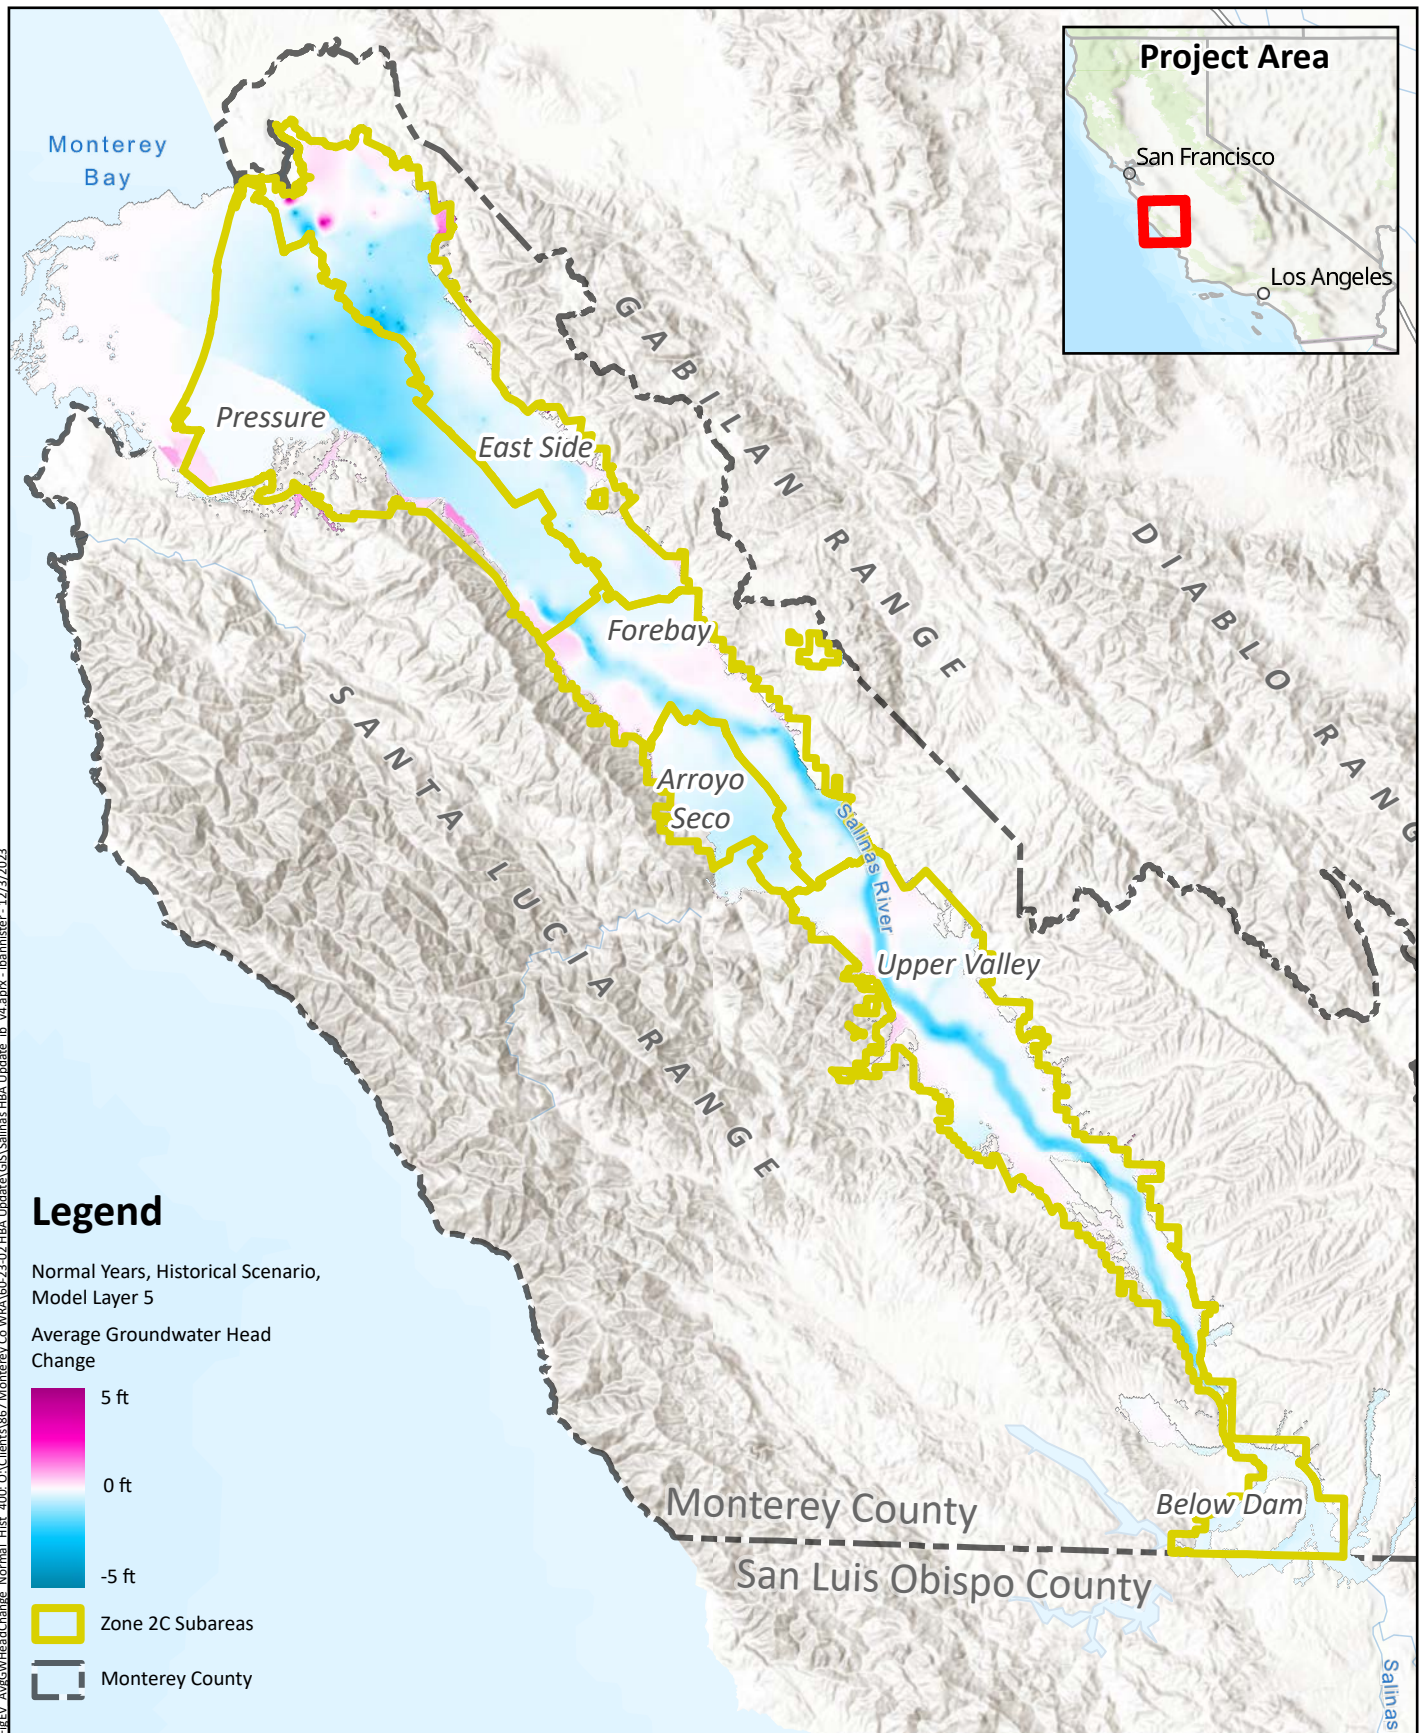 Project Area
San Francisco
Los Angeles
Monterey
Bay
GABILAN RANGE
DIABLO RANG
Pressure
East Side
Forebay
Arroyo
Seco
Salinas River
Upper Valley
SANTA LUCIA RANGE
Below Dam
Monterey County
San Luis Obispo County
Salinas
Legend
Normal Years, Historical Scenario,
Model Layer 5
Average Groundwater Head
Change
5 ft
0 ft
-5 ft
Zone 2C Subareas
Monterey County